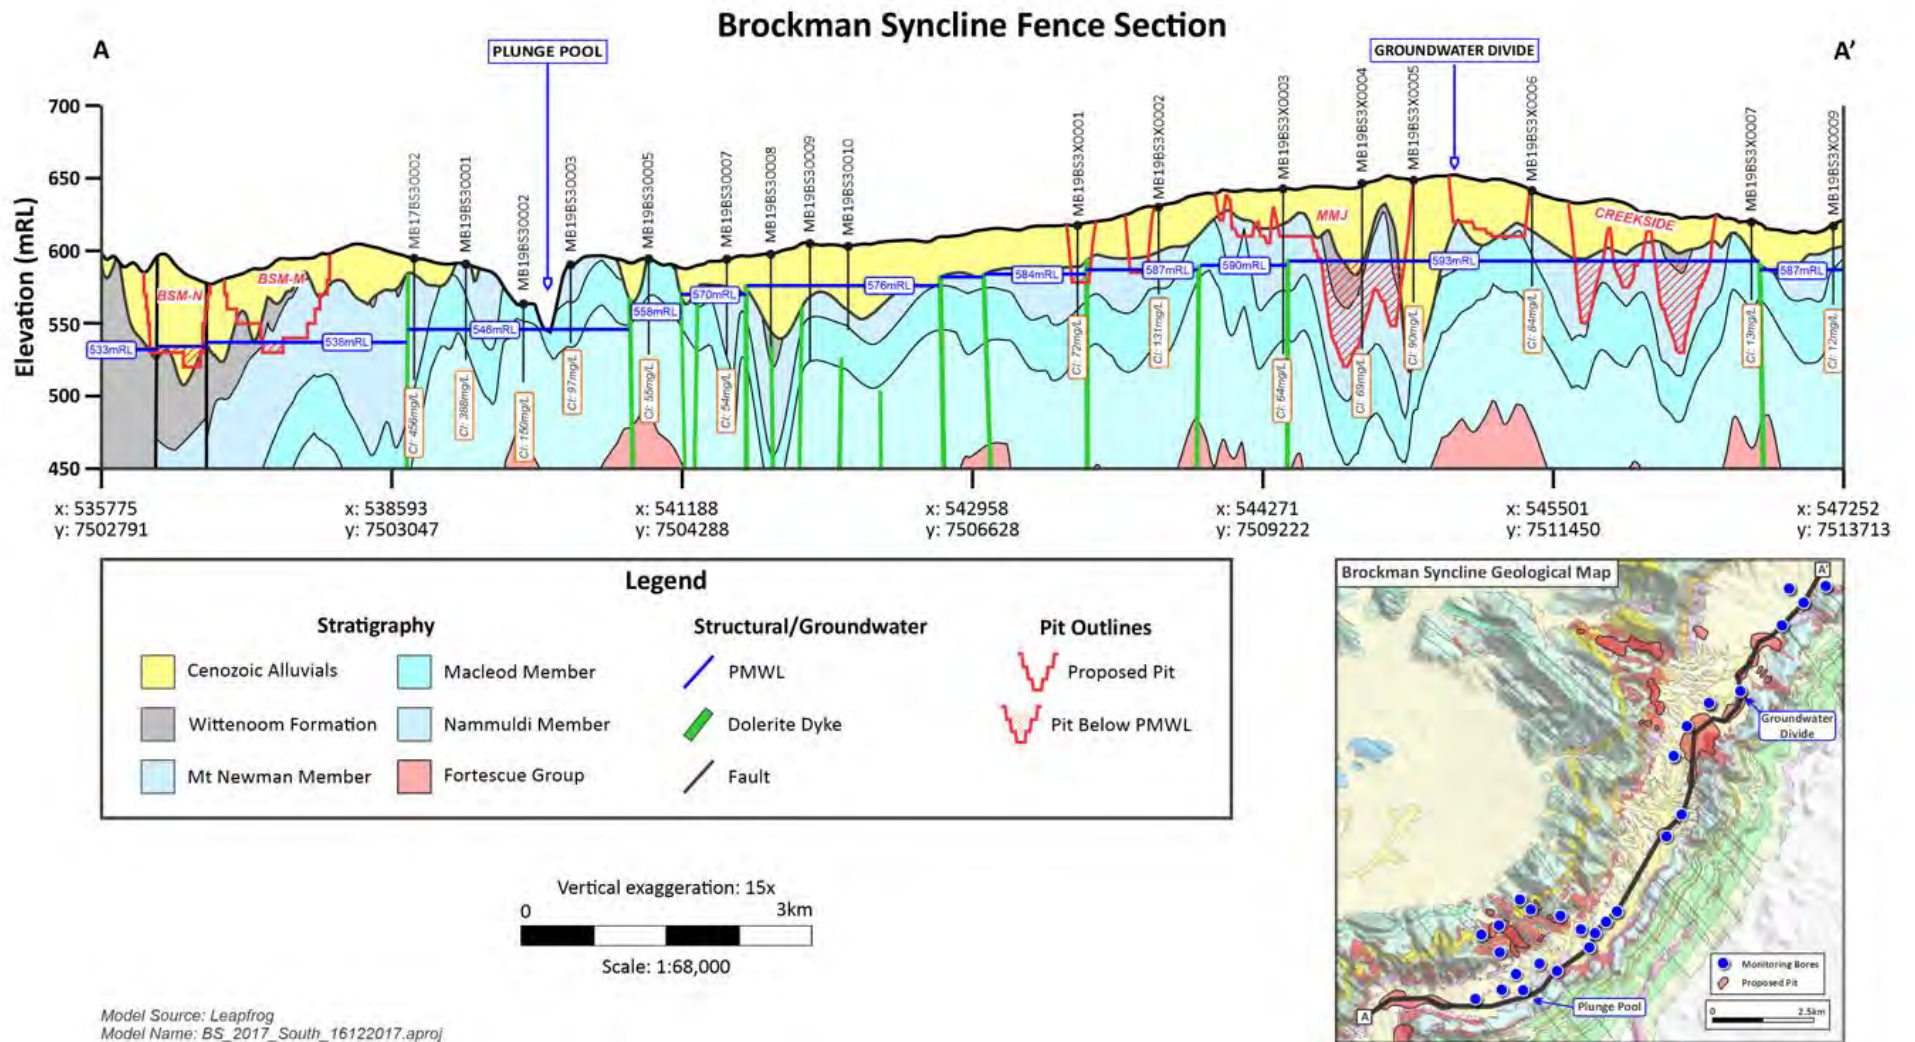 Brockman Syncline Fence Section
A
PLUNGE POOL
GROUNDWATER DIVIDE
A'
Elevation (mRL)
700
650
600
550
500
450
MB17BS30002
MB19BS30001
MB19BS30002
MB19BS30003
MB19BS30005
MB19BS30007
MB19BS30008
MB19BS30009
MB19BS30010
MB19BS3X0001
MB19BS3X0002
MB19BS3X0003
MB19BS3X0004
MB19BS3X0005
MB19BS3X0006
MB19BS3X0007
MB19BS3X0009
BSM-N
BSM-M
MMJ
CREEKSIDE
533mRL
538mRL
546mRL
558mRL
570mRL
576mRL
584mRL
587mRL
590mRL
593mRL
587mRL
Cl: 456mg/L
Cl: 388mg/L
Cl: 150mg/L
Cl: 97mg/L
Cl: 55mg/L
Cl: 54mg/L
Cl: 72mg/L
Cl: 131mg/L
Cl: 64mg/L
Cl: 69mg/L
Cl: 90mg/L
Cl: 84mg/L
Cl: 13mg/L
Cl: 12mg/L
x: 535775
y: 7502791
x: 538593
y: 7503047
x: 541188
y: 7504288
x: 542958
y: 7506628
x: 544271
y: 7509222
x: 545501
y: 7511450
x: 547252
y: 7513713
Legend
Stratigraphy
Cenozoic Alluvials
Wittenoom Formation
Mt Newman Member
Macleod Member
Nammuldi Member
Fortescue Group
Structural/Groundwater
PMWL
Dolerite Dyke
Fault
Pit Outlines
Proposed Pit
Pit Below PMWL
Vertical exaggeration: 15x
0 3km
Scale: 1:68,000
Model Source: Leapfrog
Model Name: BS_2017_South_16122017.aproj
Brockman Syncline Geological Map
A'
Groundwater
Divide
Plunge Pool
A
Monitoring Bores
Proposed Pit
0 2.5km